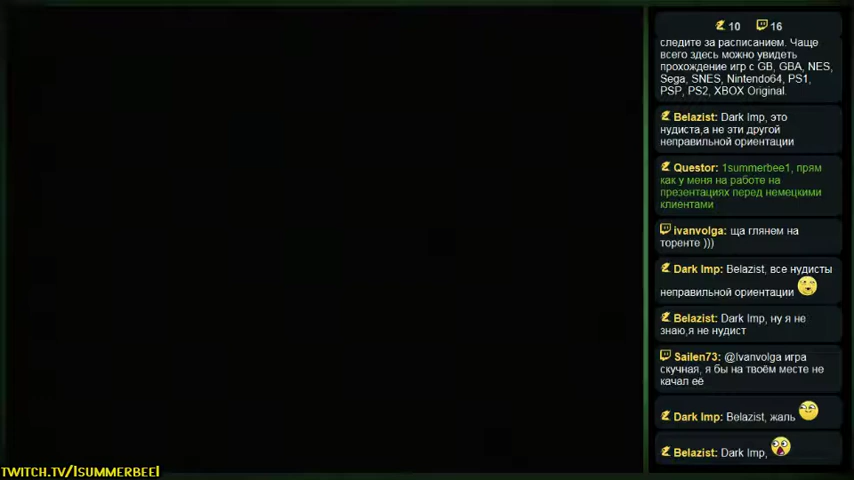 10 16
следите за расписанием. Чаще
всего здесь можно увидеть
прохождение игр с GB, GBA, NES,
Sega, SNES, Nintendo64, PS1,
PSP, PS2, XBOX Original.
Belazist: Dark Imp, это
нудиста,а не эти другой
неправильной ориентации
Questor: 1summerbee1, прям
как у меня на работе на
презентациях перед немецкими
клиентами
ivanvolga: ща глянем на
торенте )))
Dark Imp: Belazist, все нудисты
неправильной ориентации
Belazist: Dark Imp, ну я не
знаю,я не нудист
Sailen73: @Ivanvolga игра
скучная, я бы на твоём месте не
качал её
Dark Imp: Belazist, жаль
Belazist: Dark Imp,
TWITCH.TV/1SUMMERBEE1